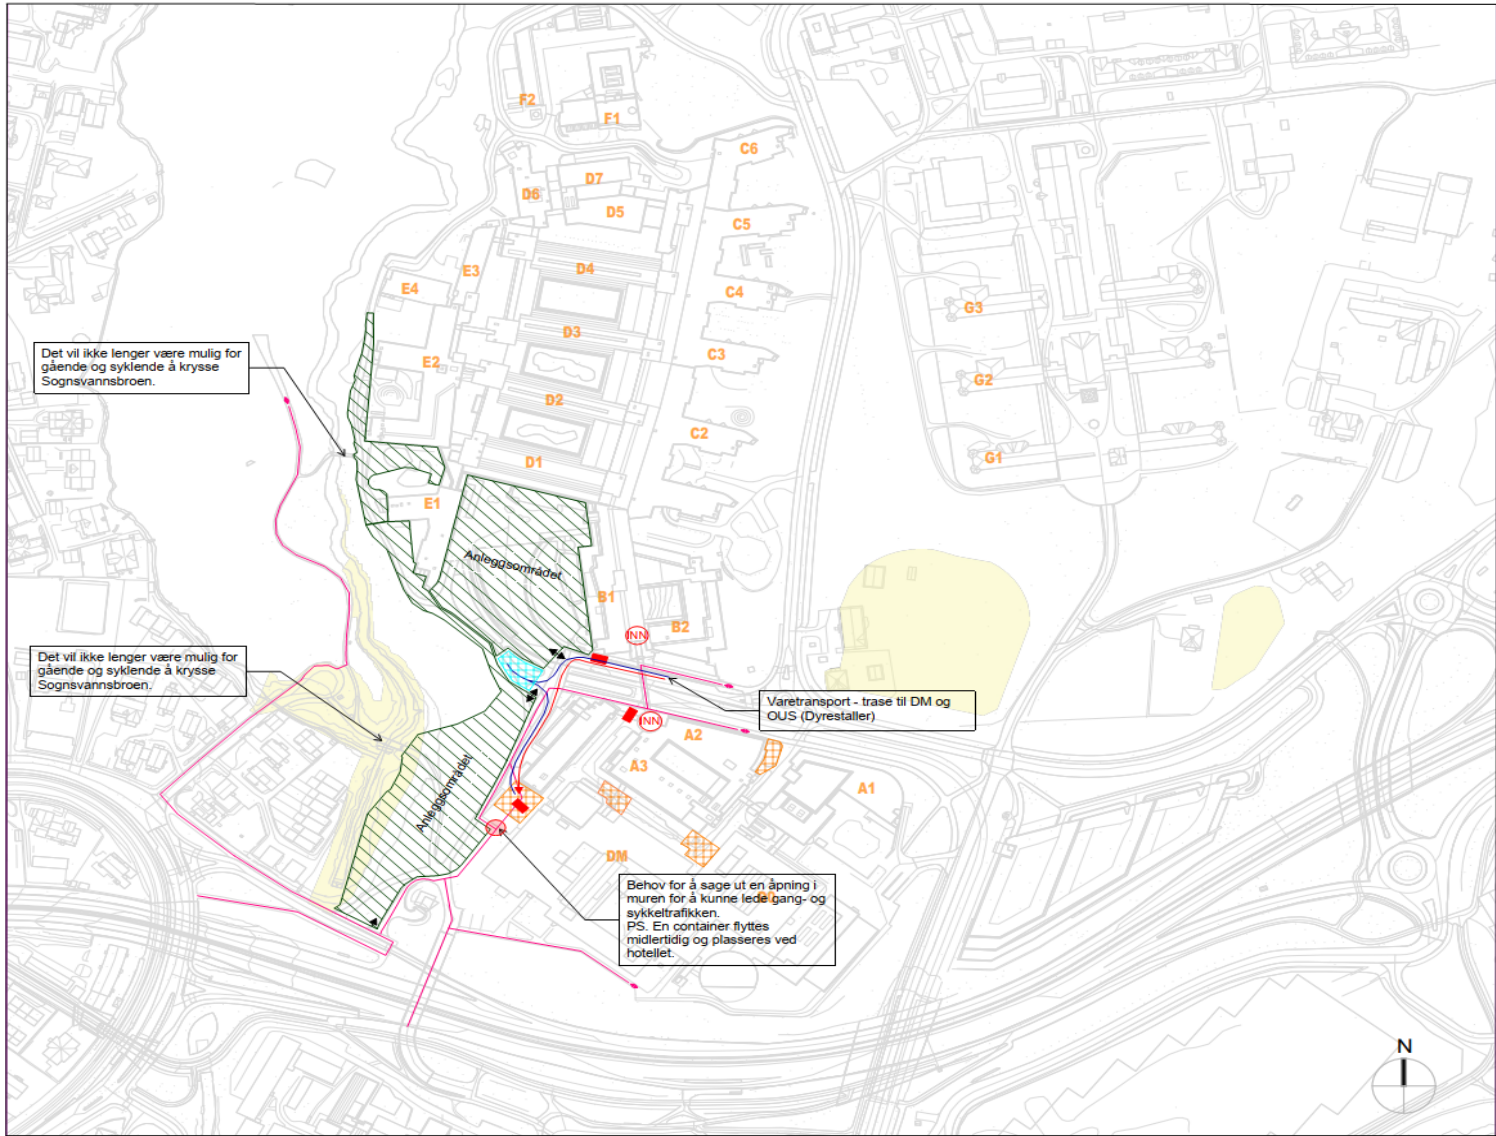 F2
F1
C6
D7
D6
D5
C5
E3
D4
E4
C4
G3
D3
Det vil ikke lenger være mulig for
gående og syklende å krysse
Sognsvannsbroen.
E2
C3
G2
D2
C2
D1
G1
E1
Anleggsområdet
B1
B2
INN
Det vil ikke lenger være mulig for
gående og syklende å krysse
Sognsvannsbroen.
Varetransport - trase til DM og
OUS (Dyrestaller)
INN
A2
A3
A1
Anleggsområdet
DM
Behov for å sage ut en åpning i
muren for å kunne lede gang- og
sykkeltrafikken.
PS. En container flyttes
midlertidig og plasseres ved
hotellet.
N